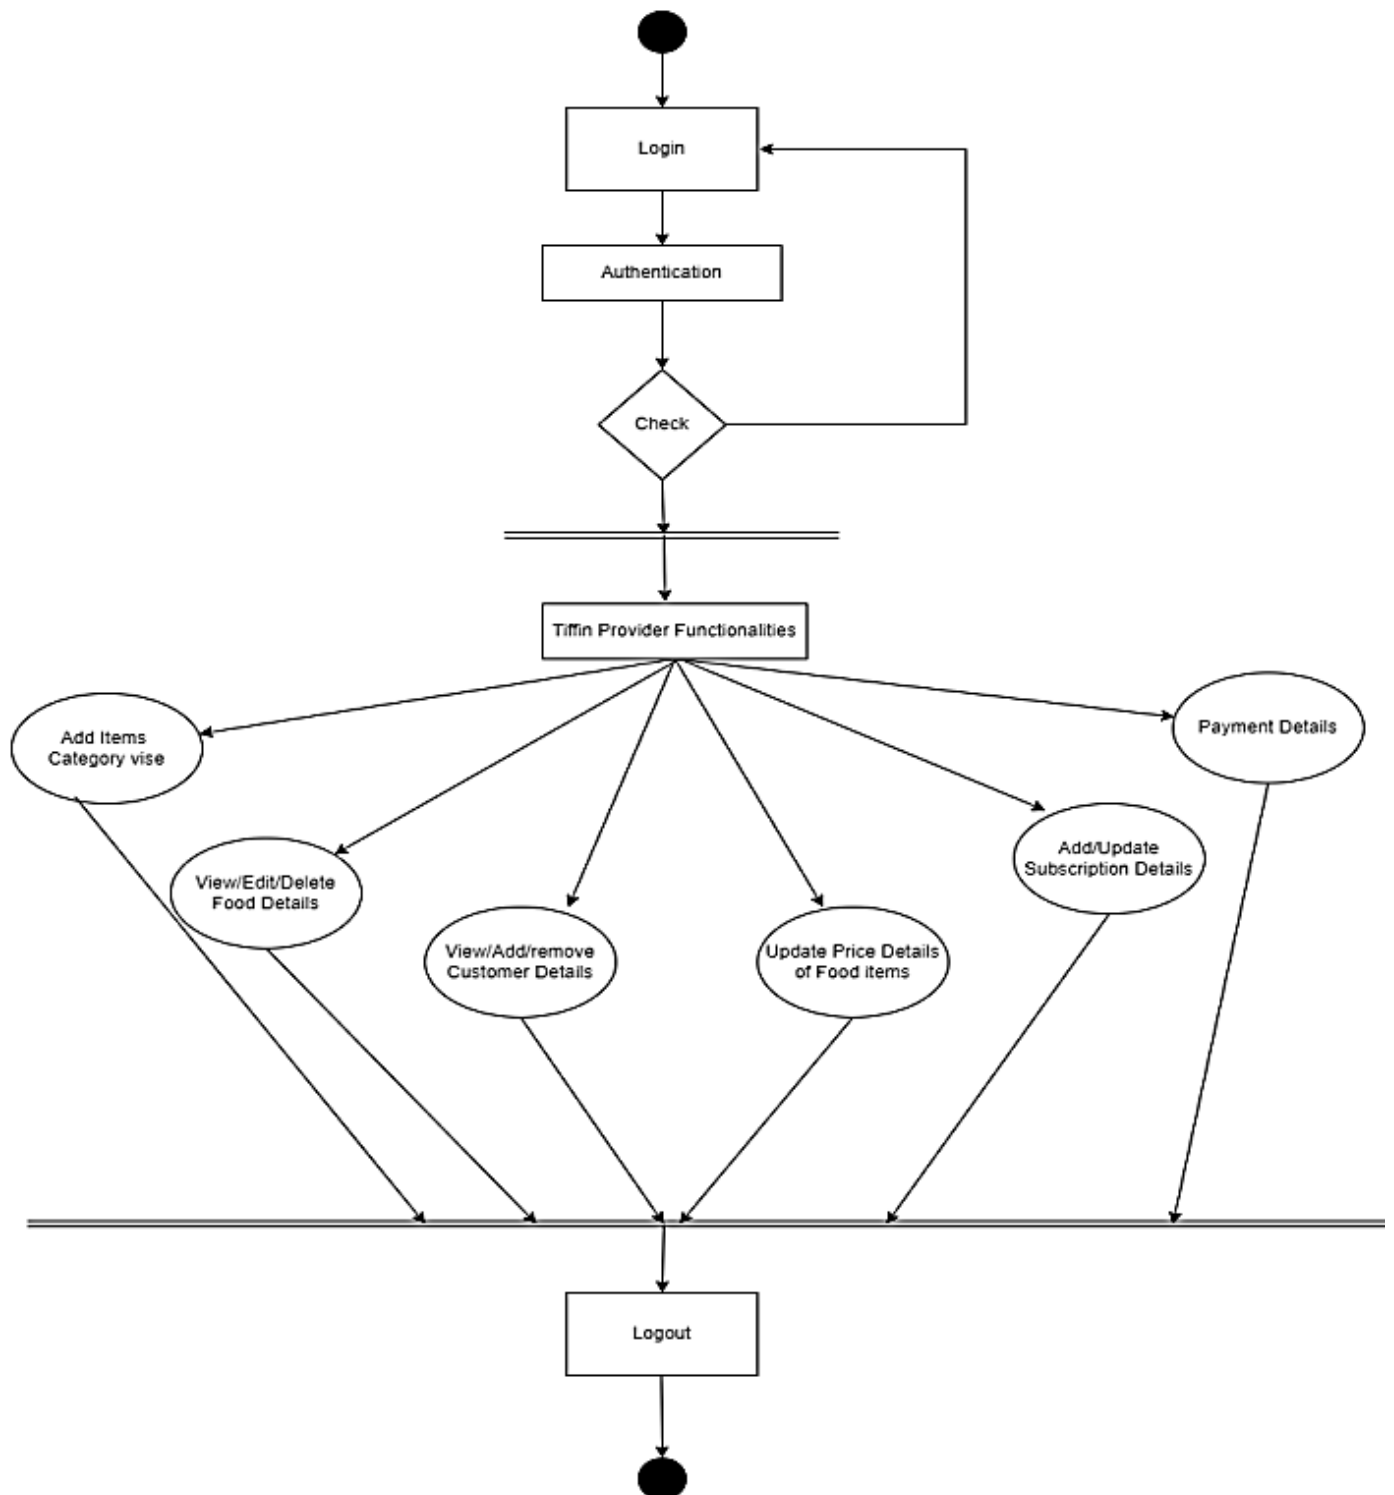 Login
Authentication
Check
Tiffin Provider Functionalities
Add Items
Category vise
View/Edit/Delete
Food Details
View/Add/remove
Customer Details
Update Price Details
of Food items
Add/Update
Subscription Details
Payment Details
Logout